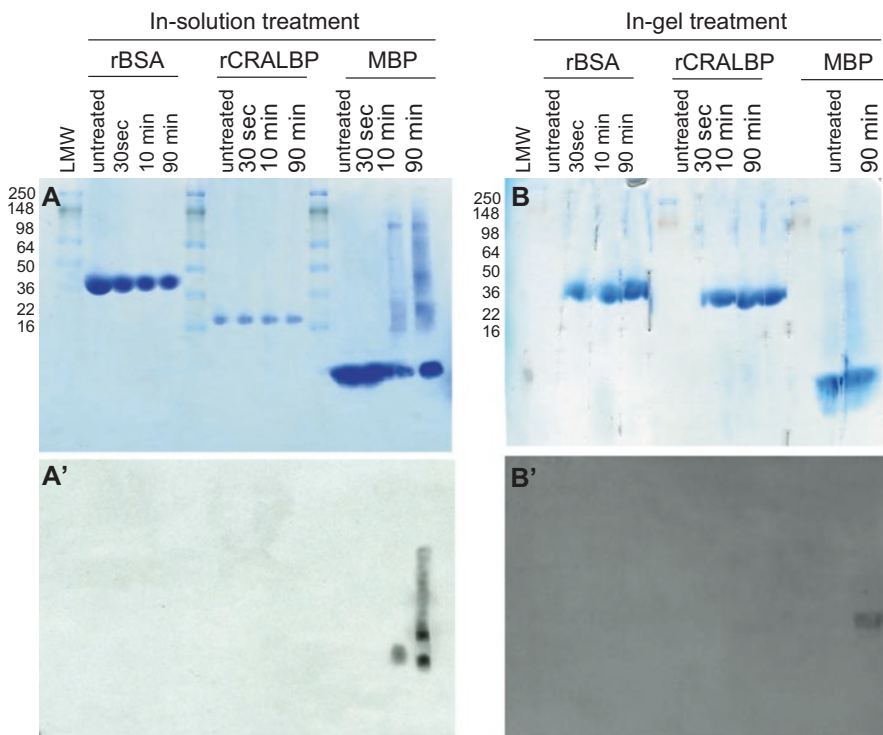 In-solution treatment
rBSA
rCRALBP
MBP
LMW
untreated
30sec
10 min
90 min
untreated
30 sec
10 min
90 min
untreated
30 sec
10 min
90 min
A
250
148
98
64
50
36
22
16
A’
In-gel treatment
rBSA
rCRALBP
MBP
LMW
untreated
30sec
10 min
90 min
untreated
30 sec
10 min
90 min
untreated
90 min
B
250
148
98
64
50
36
22
16
B’